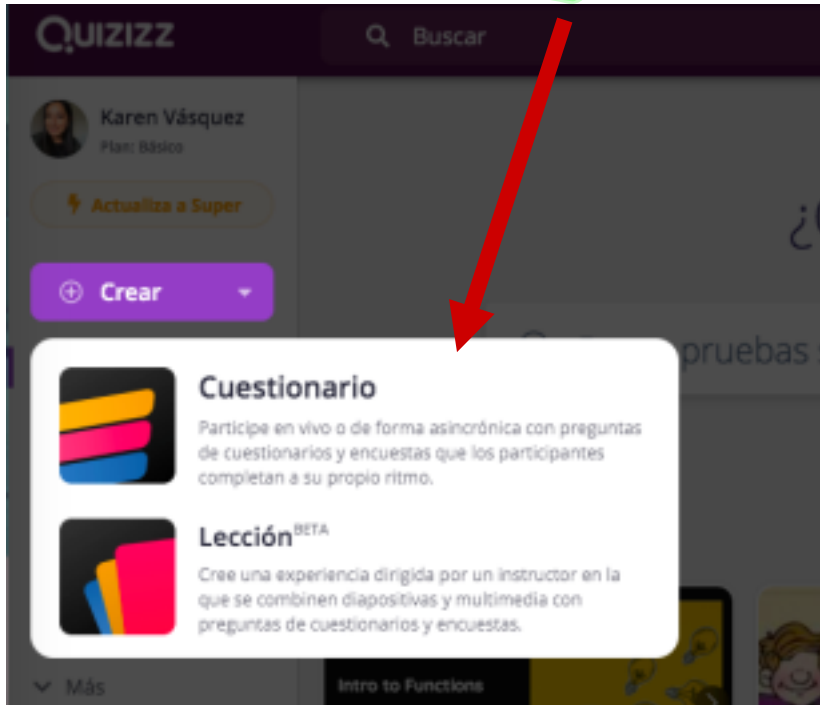 Quizizz
Buscar
Karen Vásquez
Plan: Básico
Actualiza a Super
¿
Crear
pruebas
Cuestionario
Participe en vivo o de forma asincrónica con preguntas
de cuestionarios y encuestas que los participantes
completan a su propio ritmo.
Lección BETA
Cree una experiencia dirigida por un instructor en la
que se combinen diapositivas y multimedia con
preguntas de cuestionarios y encuestas.
Más
Intro to Functions